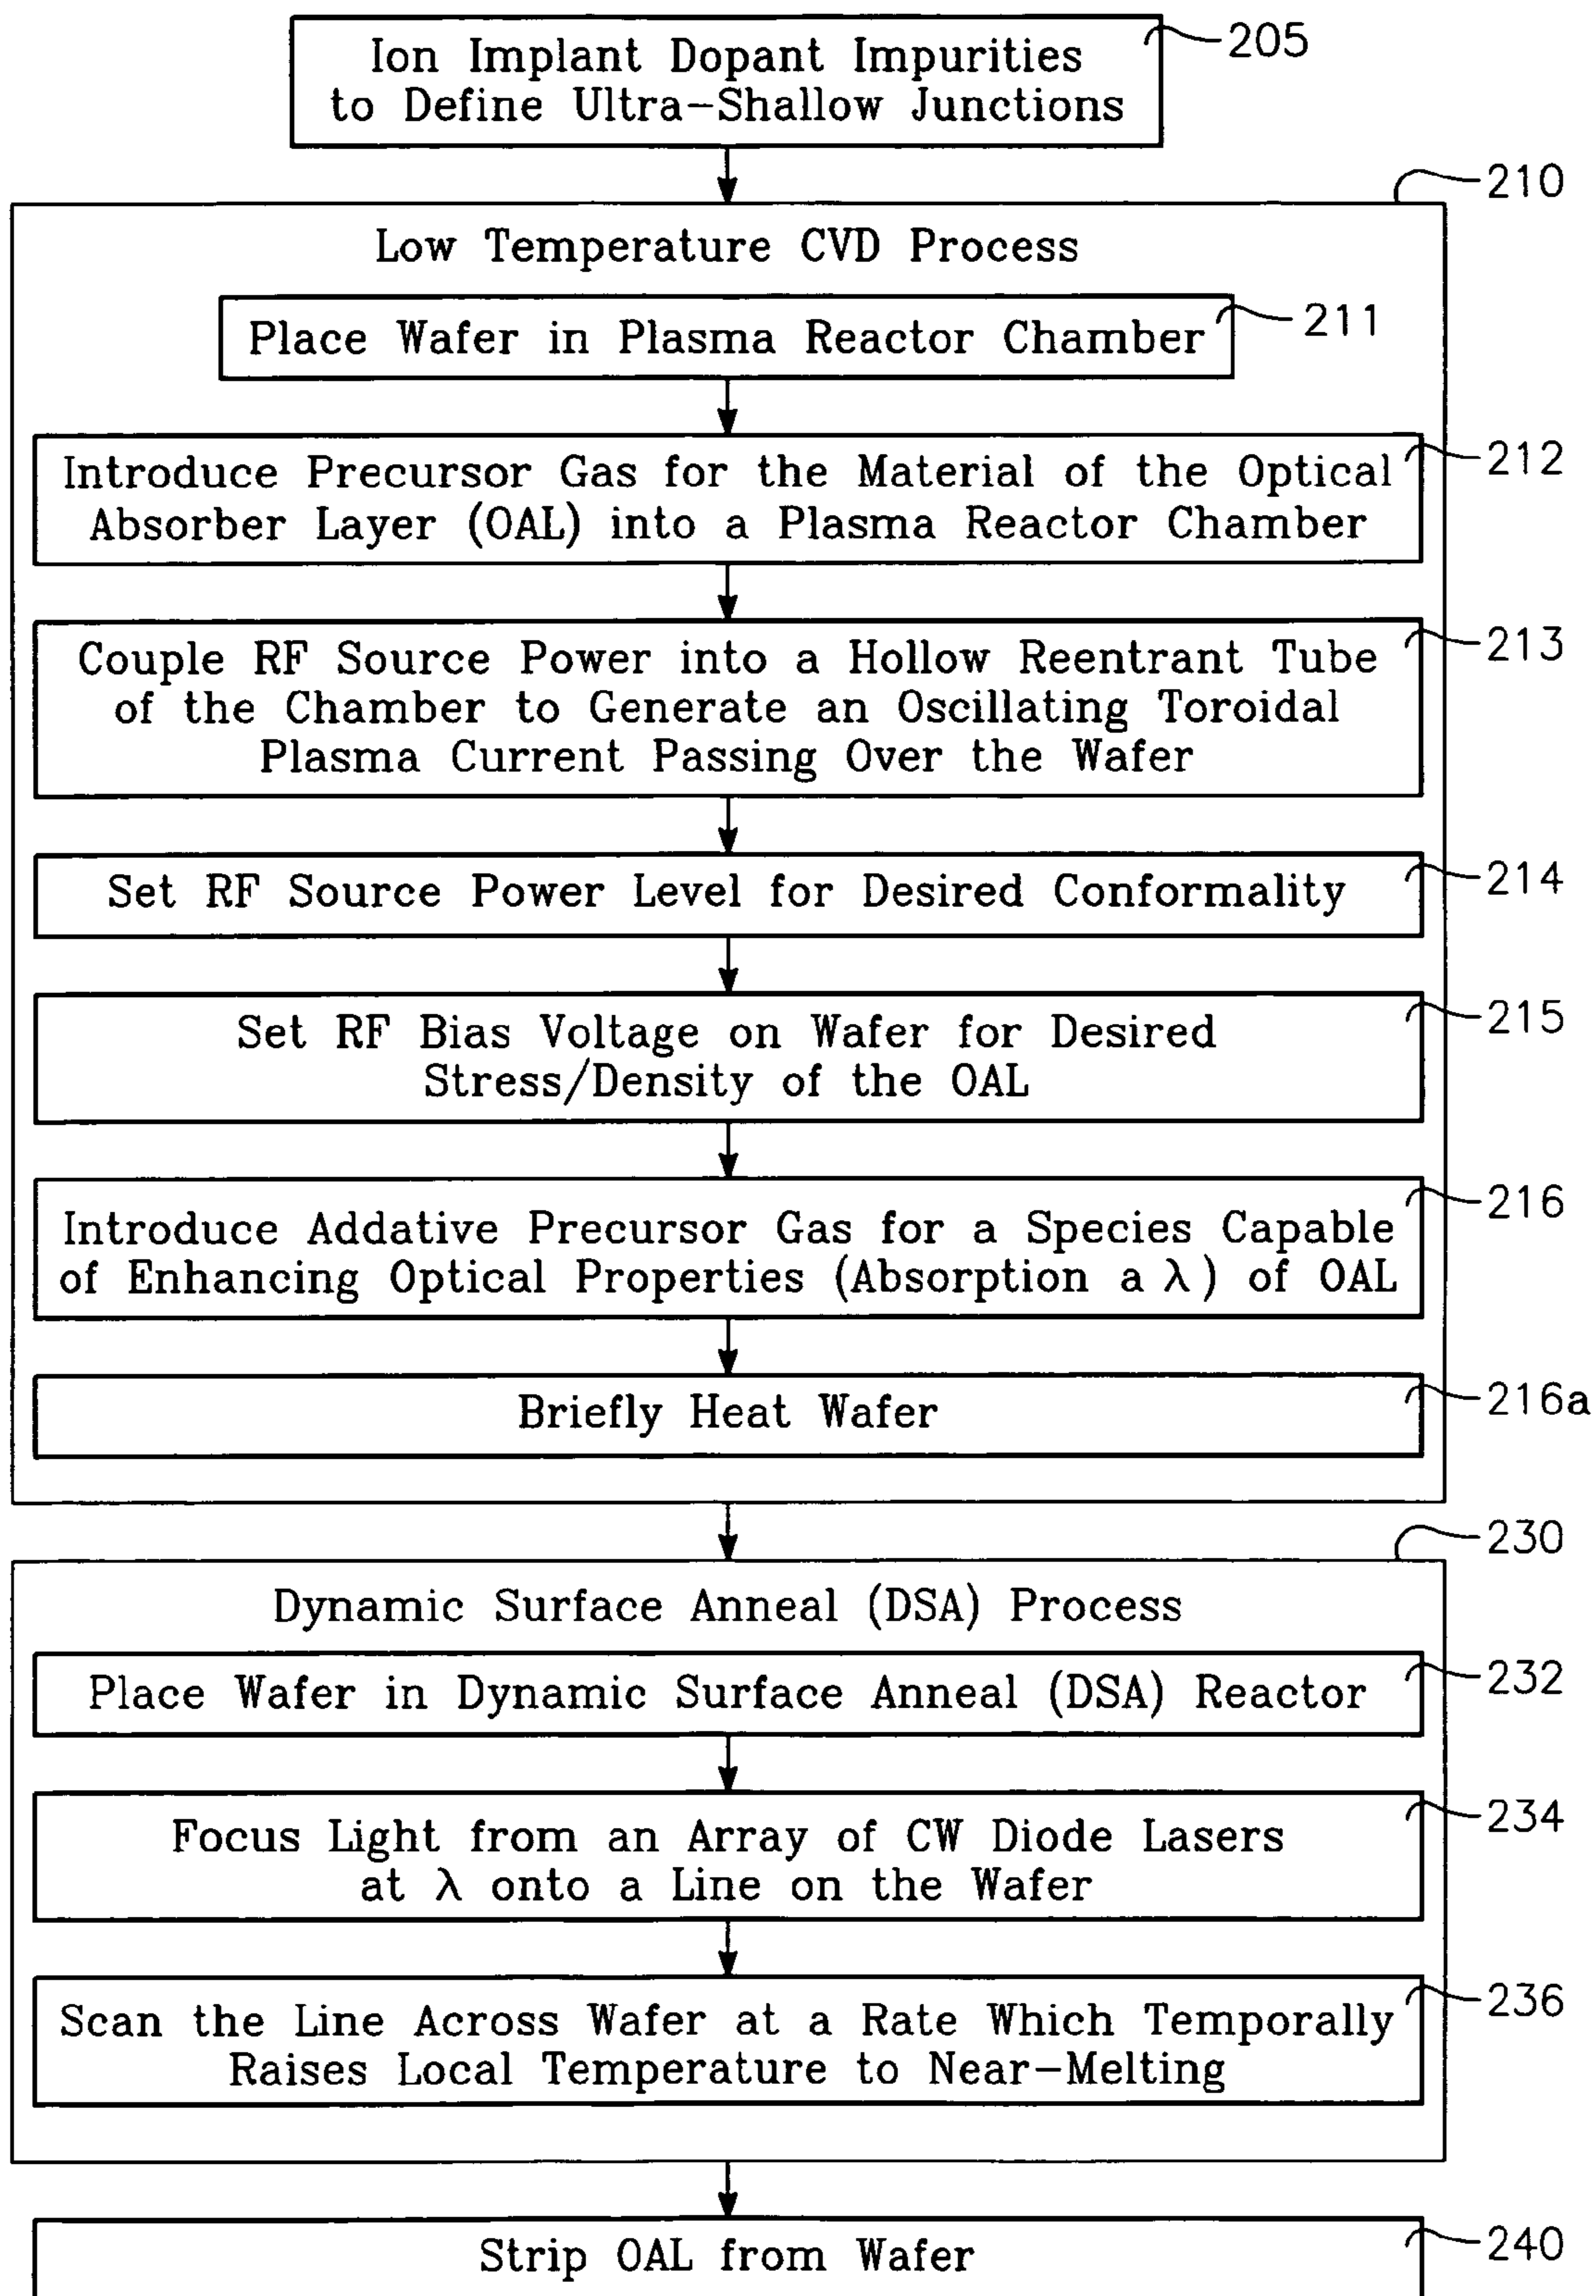 Ion Implant Dopant Impurities
to Define Ultra-Shallow Junctions
205
210
Low Temperature CVD Process
Place Wafer in Plasma Reactor Chamber
211
Introduce Precursor Gas for the Material of the Optical
Absorber Layer (OAL) into a Plasma Reactor Chamber
212
Couple RF Source Power into a Hollow Reentrant Tube
of the Chamber to Generate an Oscillating Toroidal
Plasma Current Passing Over the Wafer
213
Set RF Source Power Level for Desired Conformality
214
Set RF Bias Voltage on Wafer for Desired
Stress/Density of the OAL
215
Introduce Addative Precursor Gas for a Species Capable
of Enhancing Optical Properties (Absorption a λ) of OAL
216
Briefly Heat Wafer
216a
230
Dynamic Surface Anneal (DSA) Process
Place Wafer in Dynamic Surface Anneal (DSA) Reactor
232
Focus Light from an Array of CW Diode Lasers
at λ onto a Line on the Wafer
234
Scan the Line Across Wafer at a Rate Which Temporally
Raises Local Temperature to Near-Melting
236
Strip OAL from Wafer
240